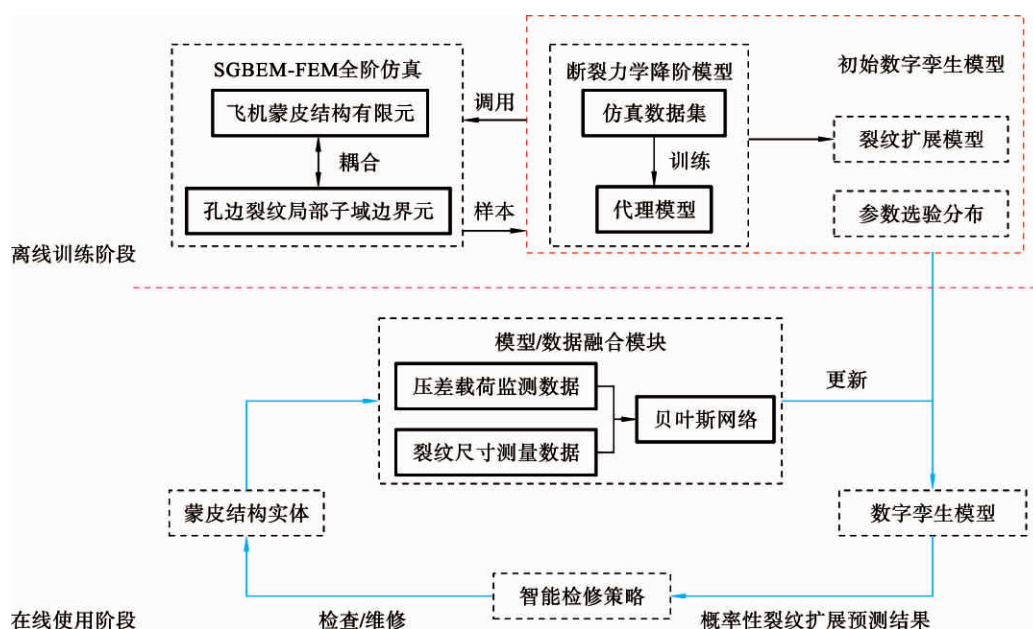 SGBEM-FEM全阶仿真
飞机蒙皮结构有限元
耦合
孔边裂纹局部子域边界元
调用
样本
断裂力学降阶模型
仿真数据集
训练
代理模型
初始数字孪生模型
裂纹扩展模型
参数选验分布
离线训练阶段
模型/数据融合模块
压差载荷监测数据
裂纹尺寸测量数据
贝叶斯网络
更新
蒙皮结构实体
数字孪生模型
智能检修策略
在线使用阶段
检查/维修
概率性裂纹扩展预测结果